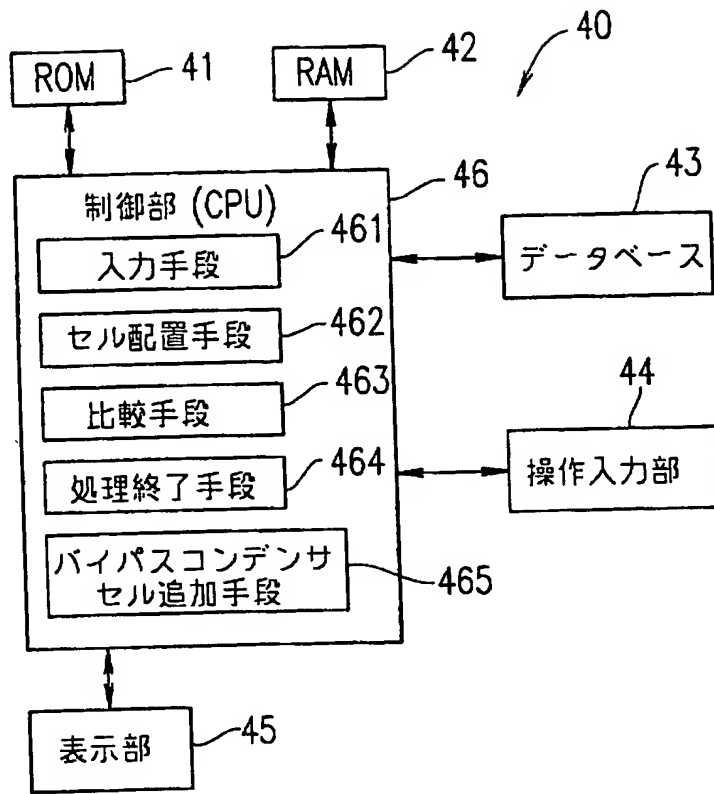 40
ROM 41
RAM 42
制御部 (CPU) 46
入力手段 461
セル配置手段 462
比較手段 463
処理終了手段 464
バイパスコンデンサ
セル追加手段 465
データベース 43
操作入力部 44
表示部 45